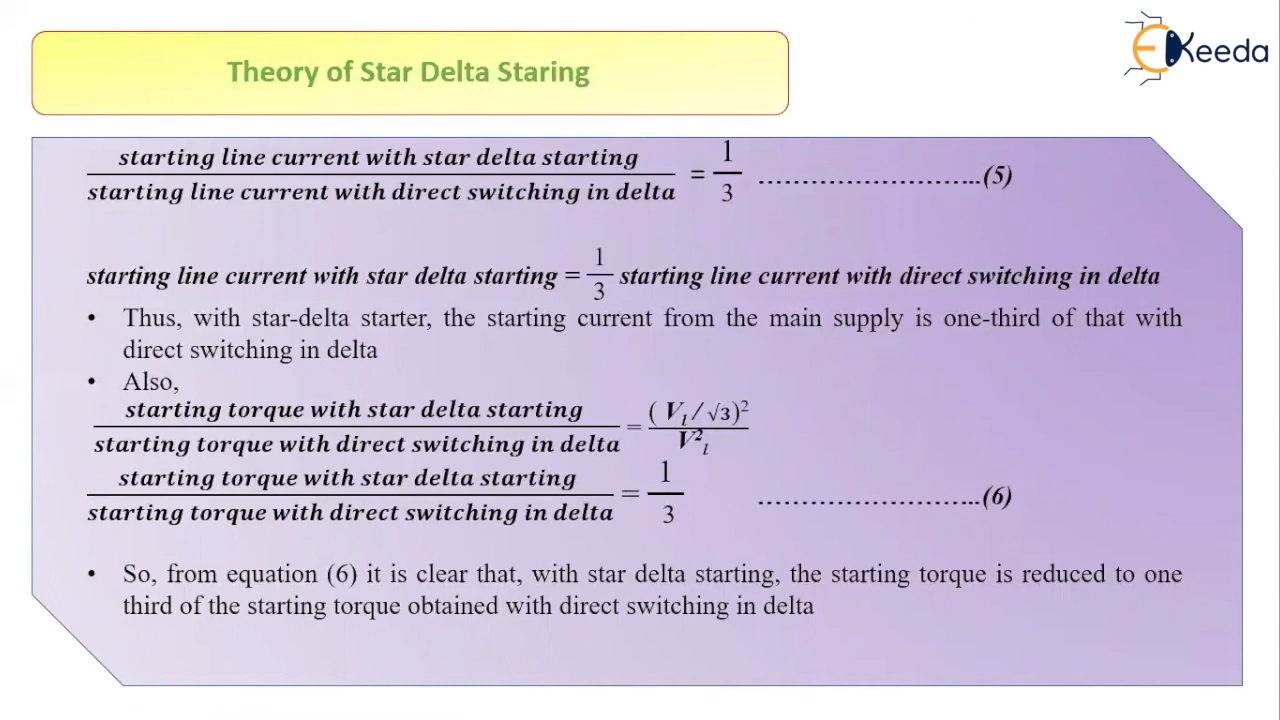 Theory of Star Delta Staring
EKeeda
starting line current with star delta starting
starting line current with direct switching in delta
= 1/3 ……………………..(5)
starting line current with star delta starting = 1/3 starting line current with direct switching in delta
• Thus, with star-delta starter, the starting current from the main supply is one-third of that with
direct switching in delta
• Also,
starting torque with star delta starting
starting torque with direct switching in delta
= (V_l/√3)² / V²_l
starting torque with star delta starting
starting torque with direct switching in delta
= 1/3 ……………………..(6)
• So, from equation (6) it is clear that, with star delta starting, the starting torque is reduced to one
third of the starting torque obtained with direct switching in delta